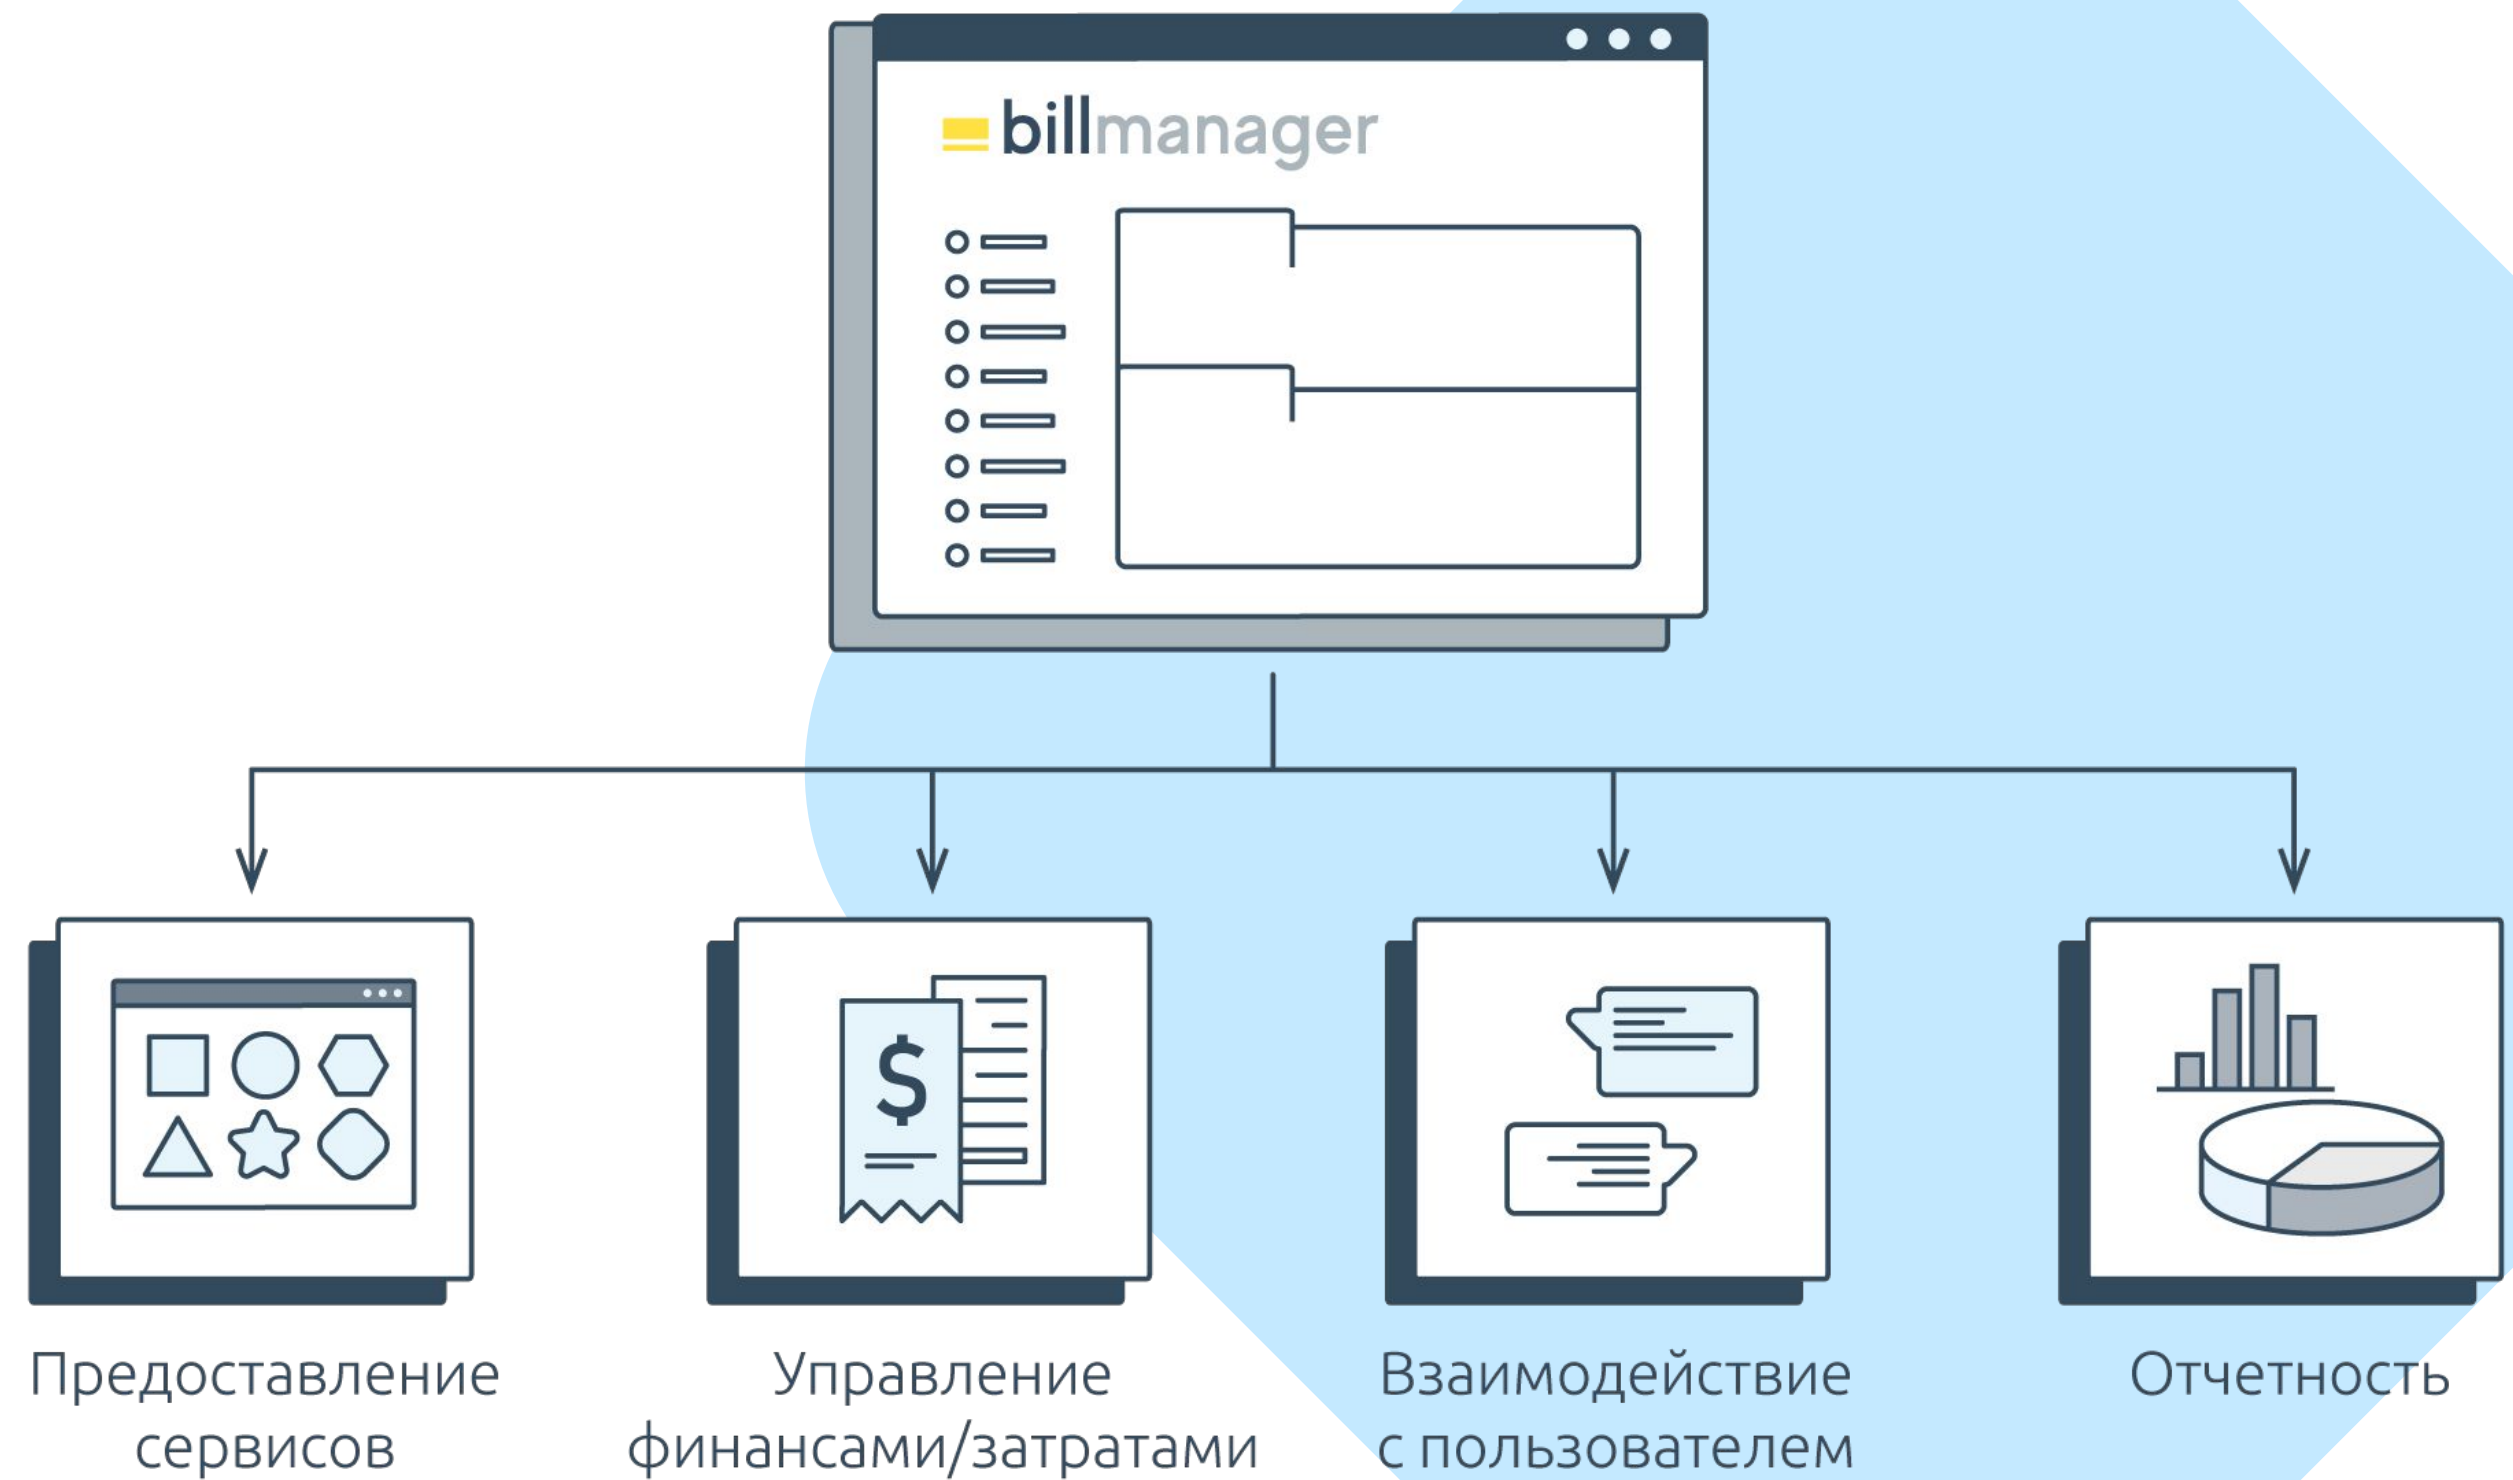 billmanager
$
Предоставление
сервисов
Управление
финансами/затратами
Взаимодействие
с пользователем
Отчетность